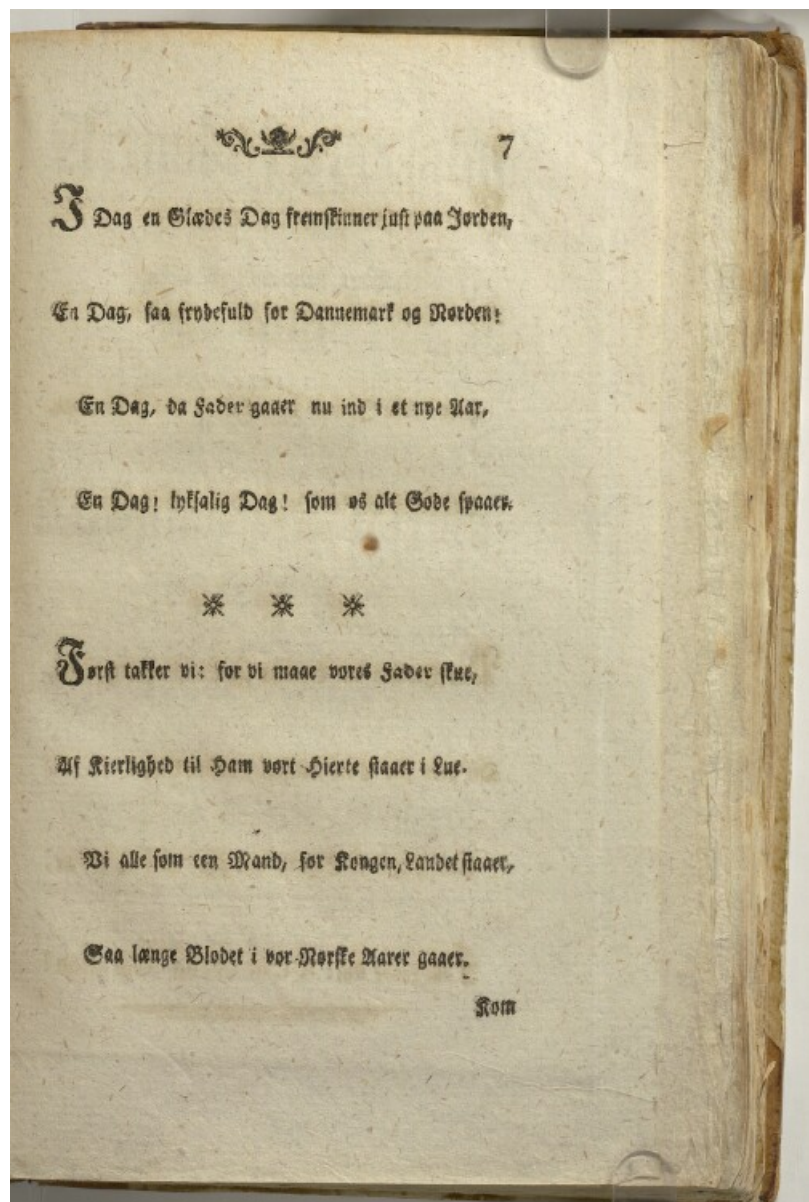 7
I Dag en Glædes Dag fremskinner just paa Jorden,
En Dag, saa frydefuld for Dannemark og Norden:
En Dag, da Fader gaaer nu ind i et nye Aar,
En Dag! lyksalig Dag! som os alt Gode spaaer.
Først takker vi: for vi maae vores Fader skue,
Af Kierlighed til Ham vort Hierte staaer i Lue.
Vi alle som een Mand, for Kongen, Landet staaer,
Saa længe Blodet i vor Norske Aarer gaaer.
Kom